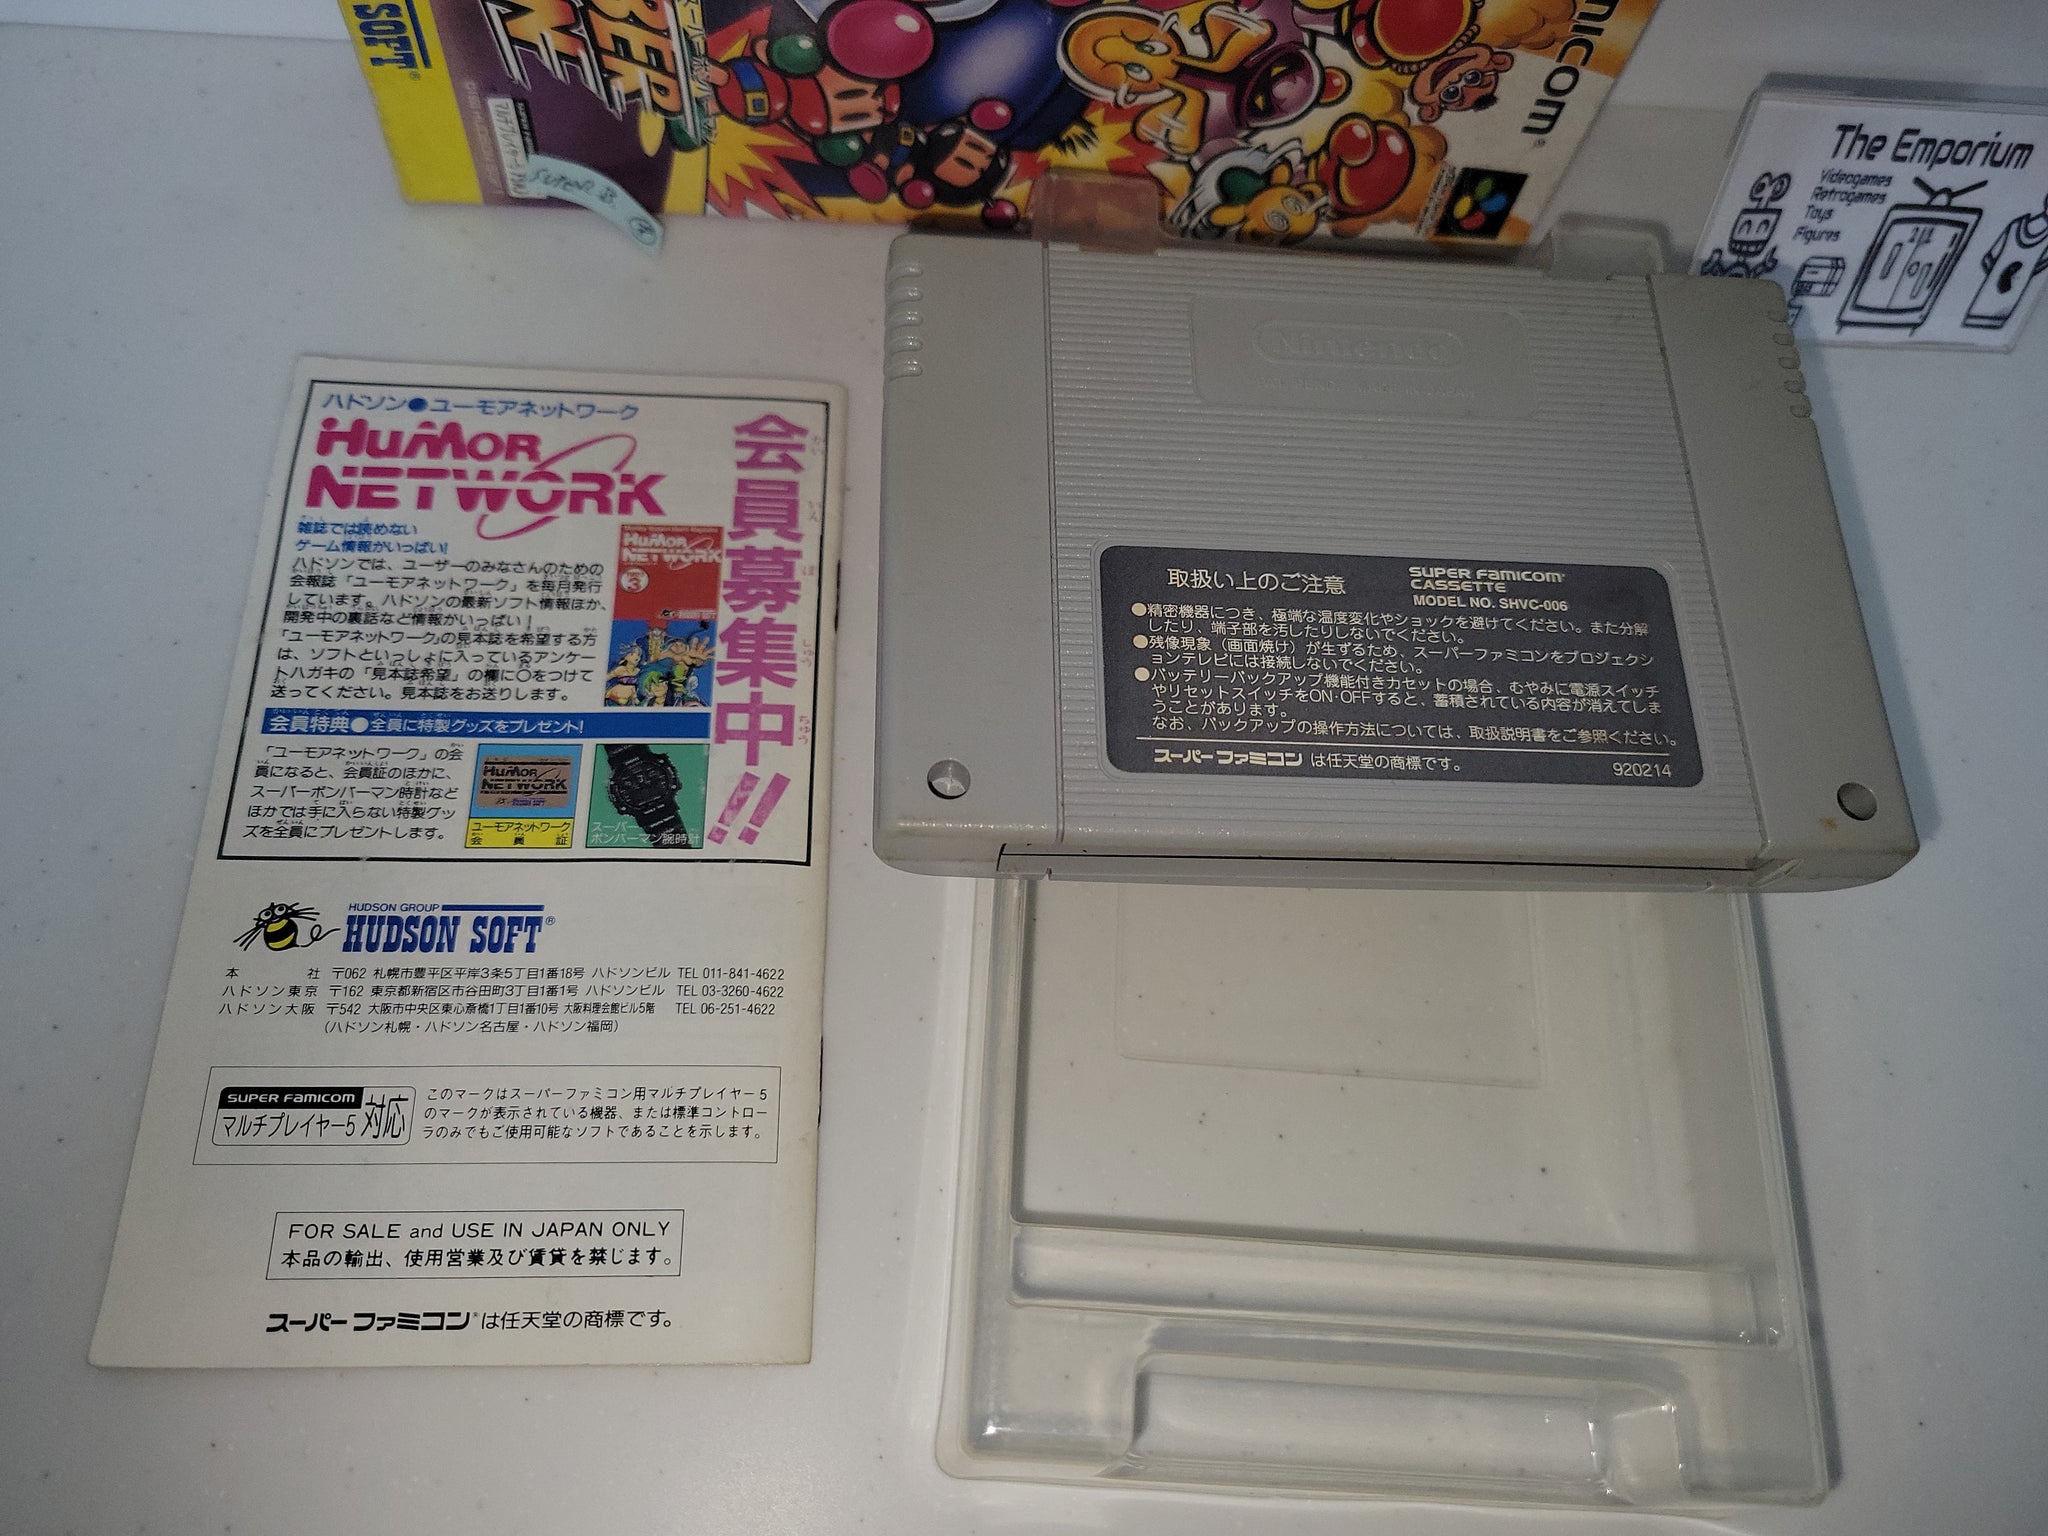 SOFT
BER
スーパーボンバーマン
マルチプレイヤー5
SUPER B
micom
The Emporium
Videogames
Retrogames
Toys
Figures
ハドソン●ユーモアネットワーク
HuMoR
NETWORK
会員募集中!!
雑誌では読めない
ゲーム情報がいっぱい!
ハドソンでは、ユーザーのみなさんのための
会報誌「ユーモアネットワーク」を毎月発行
しています。ハドソンの最新ソフト情報ほか、
開発中の裏話など情報がいっぱい!
「ユーモアネットワーク」の見本誌を希望する方
は、ソフトといっしょに入っているアンケー
トハガキの「見本誌希望」の欄に○をつけて
送ってください。見本誌をお送りします。
HuMoR
NETWORK
3
会員特典●全員に特製グッズをプレゼント!
「ユーモアネットワーク」の会
員になると、会員証のほかに、
スーパーボンバーマン時計など
ほかでは手に入らない特製グッ
ズを全員にプレゼントします。
HuMoR
NETWORK
ユーモアネットワーク
会員証
スーパー
ボンバーマン腕時計
HUDSON GROUP
HUDSON SOFT®
本社 〒062 札幌市豊平区平岸3条5丁目1番18号 ハドソンビル TEL 011-841-4622
ハドソン東京 〒162 東京都新宿区市谷田町3丁目1番1号 ハドソンビル TEL 03-3260-4622
ハドソン大阪 〒542 大阪市中央区東心斎橋1丁目1番10号 大阪料理会館ビル5階 TEL 06-251-4622
(ハドソン札幌・ハドソン名古屋・ハドソン福岡)
SUPER FAMICOM
マルチプレイヤー5 対応
このマークはスーパーファミコン用マルチプレイヤー5
のマークが表示されている機器、または標準コントロー
ラのみでもご使用可能なソフトであることを示します。
FOR SALE and USE IN JAPAN ONLY
本品の輸出、使用営業及び賃貸を禁じます。
スーパーファミコン®は任天堂の商標です。
Nintendo
取扱い上のご注意
SUPER FAMICOM®
CASSETTE
MODEL NO. SHVC-006
●精密機器につき、極端な温度変化やショックを避けてください。また分解
したり、端子部を汚したりしないでください。
●残像現象(画面焼け)が生ずるため、スーパーファミコンをプロジェクシ
ョンテレビには接続しないでください。
●バッテリーバックアップ機能付きカセットの場合、むやみに電源スイッチ
やリセットスイッチをON・OFFすると、蓄積されている内容が消えてしま
うことがあります。
なお、バックアップの操作方法については、取扱説明書をご参照ください。
スーパーファミコンは任天堂の商標です。
920214